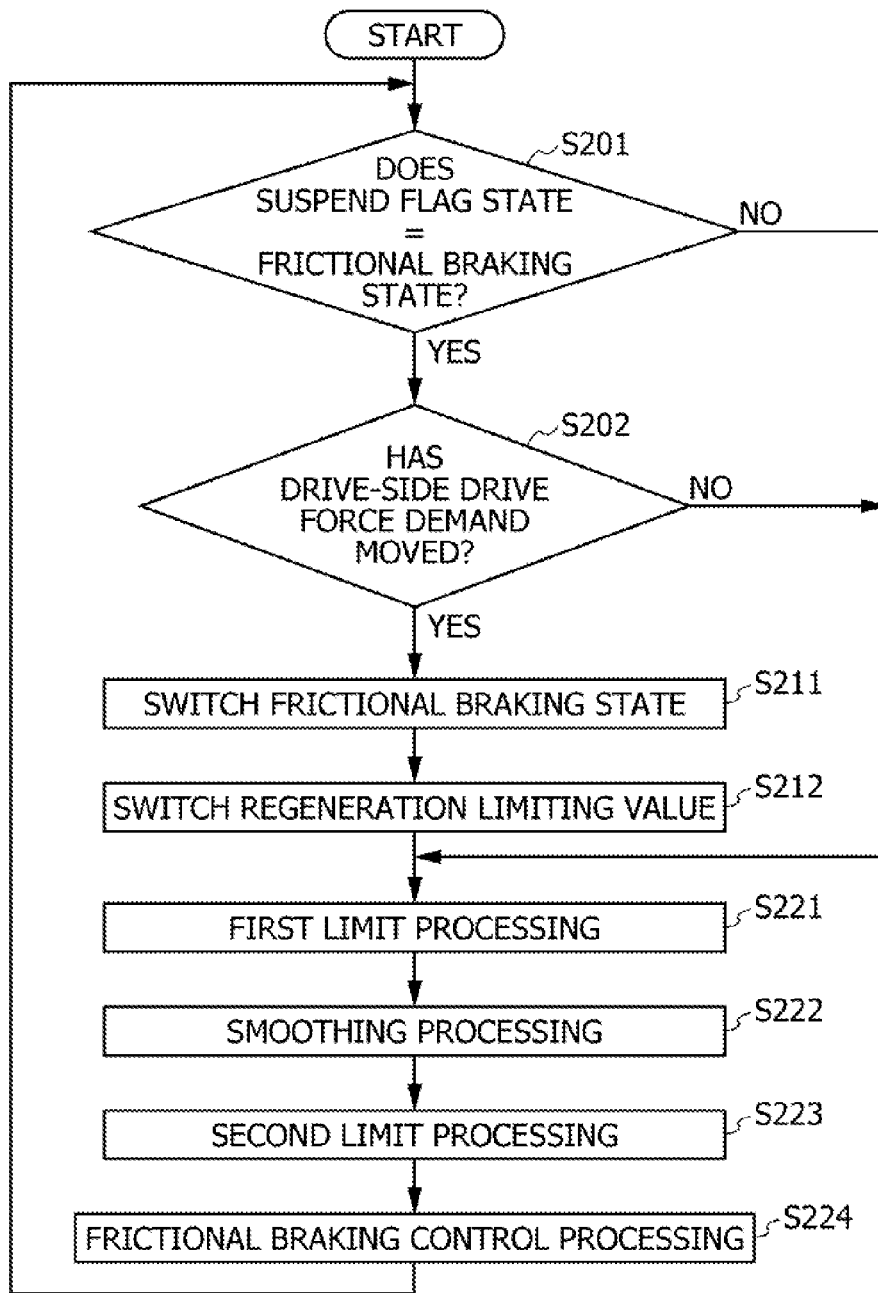 START
S201
DOES
SUSPEND FLAG STATE
=
FRICTIONAL BRAKING
STATE?
NO
YES
S202
HAS
DRIVE-SIDE DRIVE
FORCE DEMAND
MOVED?
NO
YES
SWITCH FRICTIONAL BRAKING STATE
S211
SWITCH REGENERATION LIMITING VALUE
S212
FIRST LIMIT PROCESSING
S221
SMOOTHING PROCESSING
S222
SECOND LIMIT PROCESSING
S223
FRICTIONAL BRAKING CONTROL PROCESSING
S224